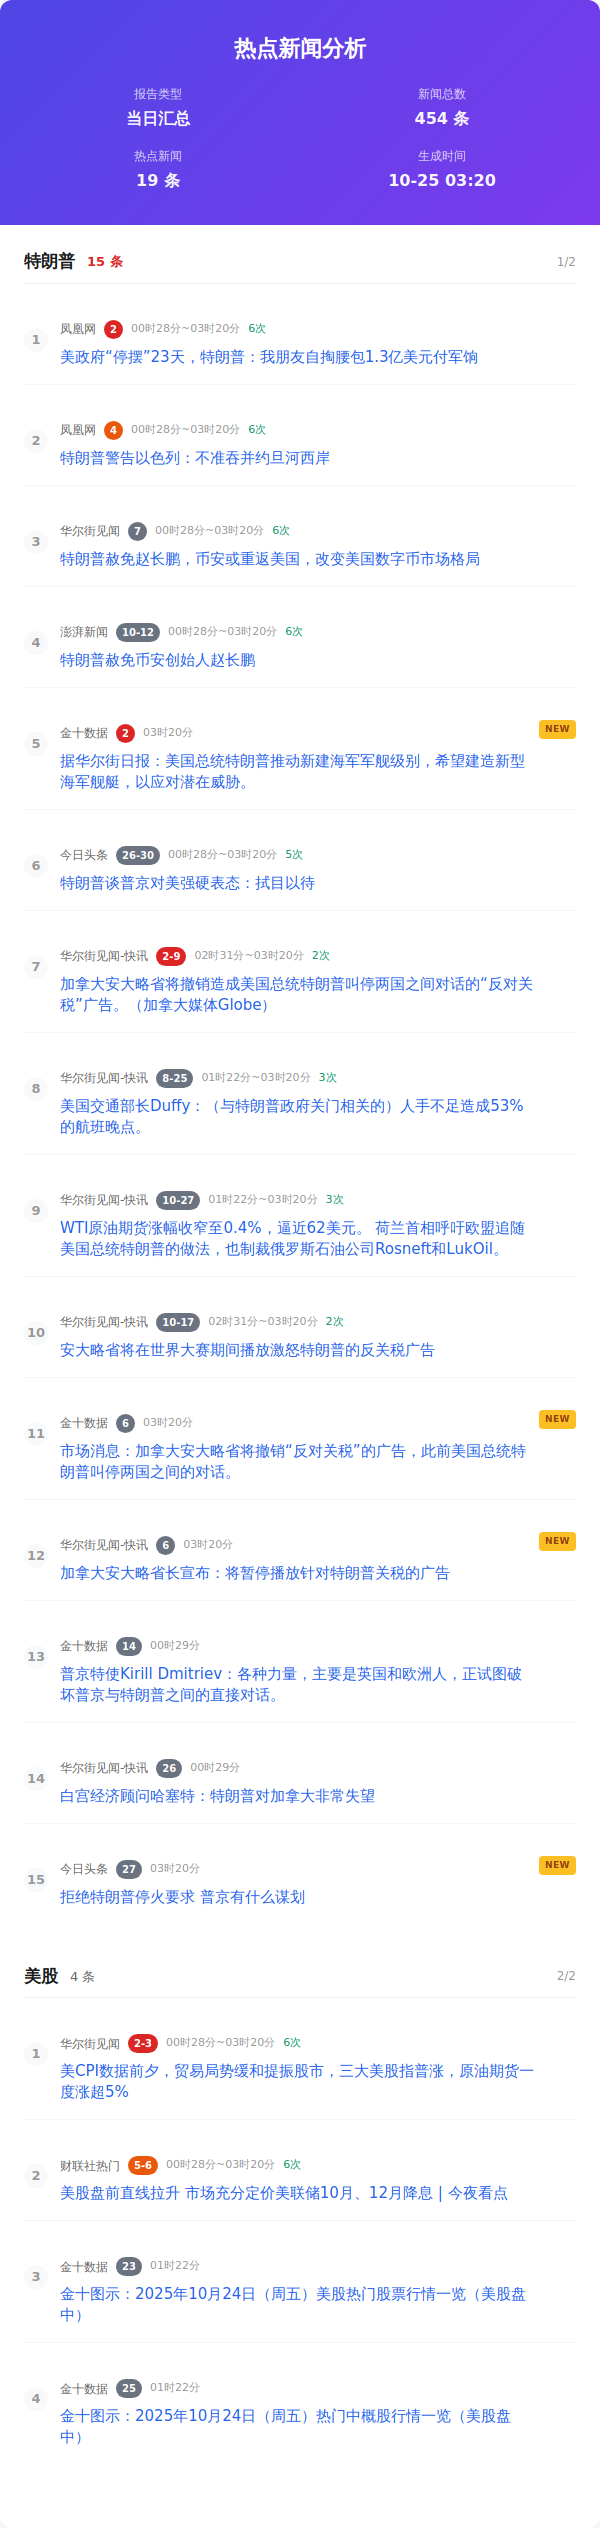 热点新闻分析
报告类型
新闻总数
当日汇总
454 条
热点新闻
生成时间
19 条
10-25 03:20
特朗普 15 条 1/2
1 凤凰网 2 00时28分~03时20分 6次
美政府“停摆”23天，特朗普：我朋友自掏腰包1.3亿美元付军饷
2 凤凰网 4 00时28分~03时20分 6次
特朗普警告以色列：不准吞并约旦河西岸
3 华尔街见闻 7 00时28分~03时20分 6次
特朗普赦免赵长鹏，币安或重返美国，改变美国数字币市场格局
4 澎湃新闻 10-12 00时28分~03时20分 6次
特朗普赦免币安创始人赵长鹏
5 金十数据 2 03时20分 NEW
据华尔街日报：美国总统特朗普推动新建海军军舰级别，希望建造新型
海军舰艇，以应对潜在威胁。
6 今日头条 26-30 00时28分~03时20分 5次
特朗普谈普京对美强硬表态：拭目以待
7 华尔街见闻-快讯 2-9 02时31分~03时20分 2次
加拿大安大略省将撤销造成美国总统特朗普叫停两国之间对话的“反对关
税”广告。（加拿大媒体Globe）
8 华尔街见闻-快讯 8-25 01时22分~03时20分 3次
美国交通部长Duffy：（与特朗普政府关门相关的）人手不足造成53%
的航班晚点。
9 华尔街见闻-快讯 10-27 01时22分~03时20分 3次
WTI原油期货涨幅收窄至0.4%，逼近62美元。 荷兰首相呼吁欧盟追随
美国总统特朗普的做法，也制裁俄罗斯石油公司Rosneft和LukOil。
10 华尔街见闻-快讯 10-17 02时31分~03时20分 2次
安大略省将在世界大赛期间播放激怒特朗普的反关税广告
11 金十数据 6 03时20分 NEW
市场消息：加拿大安大略省将撤销“反对关税”的广告，此前美国总统特
朗普叫停两国之间的对话。
12 华尔街见闻-快讯 6 03时20分 NEW
加拿大安大略省长宣布：将暂停播放针对特朗普关税的广告
13 金十数据 14 00时29分
普京特使Kirill Dmitriev：各种力量，主要是英国和欧洲人，正试图破
坏普京与特朗普之间的直接对话。
14 华尔街见闻-快讯 26 00时29分
白宫经济顾问哈塞特：特朗普对加拿大非常失望
15 今日头条 27 03时20分 NEW
拒绝特朗普停火要求 普京有什么谋划
美股 4 条 2/2
1 华尔街见闻 2-3 00时28分~03时20分 6次
美CPI数据前夕，贸易局势缓和提振股市，三大美股指普涨，原油期货一
度涨超5%
2 财联社热门 5-6 00时28分~03时20分 6次
美股盘前直线拉升 市场充分定价美联储10月、12月降息 | 今夜看点
3 金十数据 23 01时22分
金十图示：2025年10月24日（周五）美股热门股票行情一览（美股盘
中）
4 金十数据 25 01时22分
金十图示：2025年10月24日（周五）热门中概股行情一览（美股盘
中）